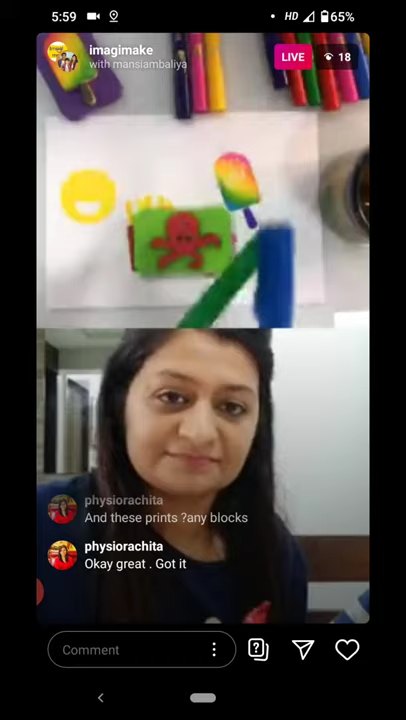 5:59
HD
65%
imagimake
with mansiambaliya
LIVE
18
physiorachita
And these prints ?any blocks
physiorachita
Okay great . Got it
Comment